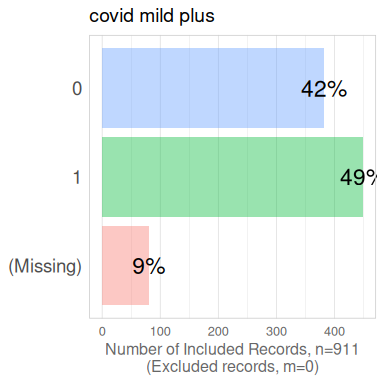 covid mild plus
0
42%
1
49%
(Missing)
9%
0
100
200
300
400
Number of Included Records, n=911
(Excluded records, m=0)